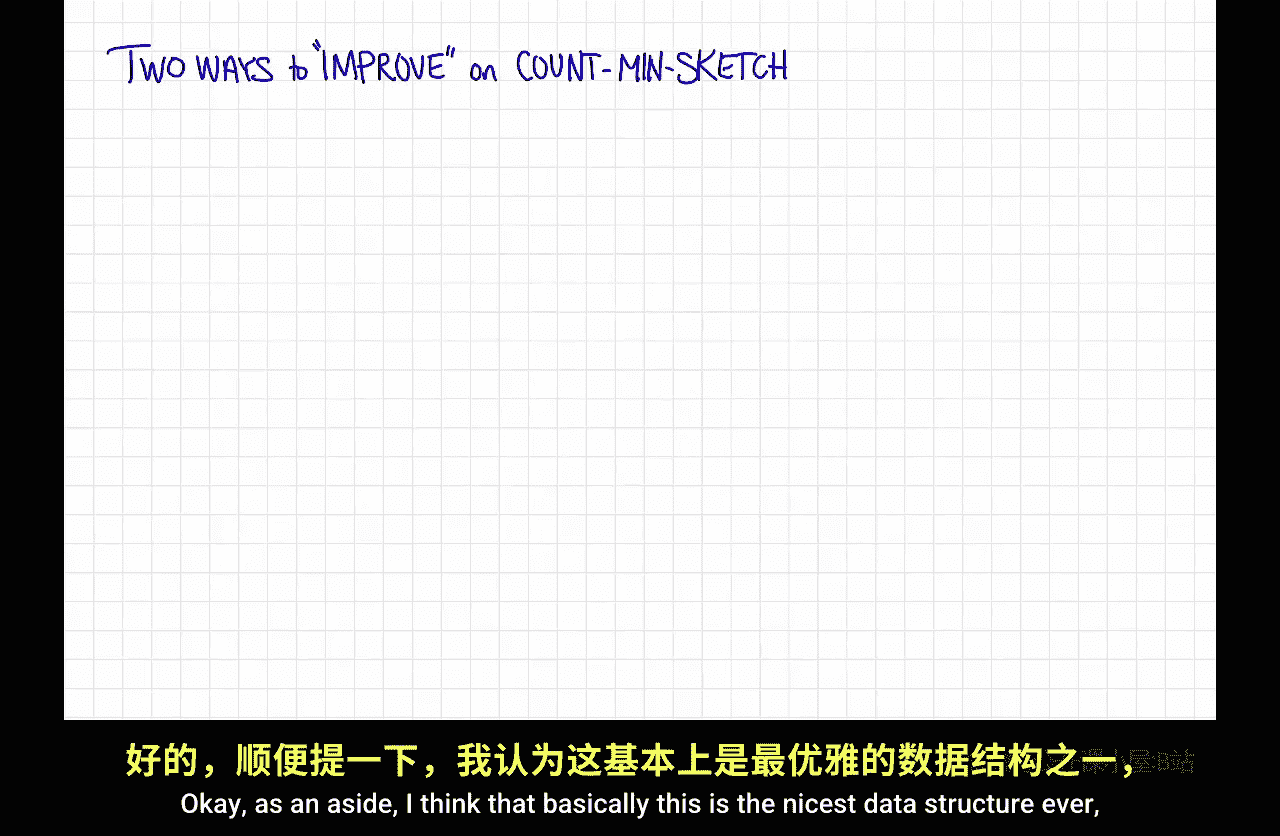 TWO WAYS to "IMPROVE" on COUNT-MIN-SKETCH
好的，顺便提一下，我认为这基本上是最优雅的数据结构之一，
Okay, as an aside, I think that basically this is the nicest data structure ever,